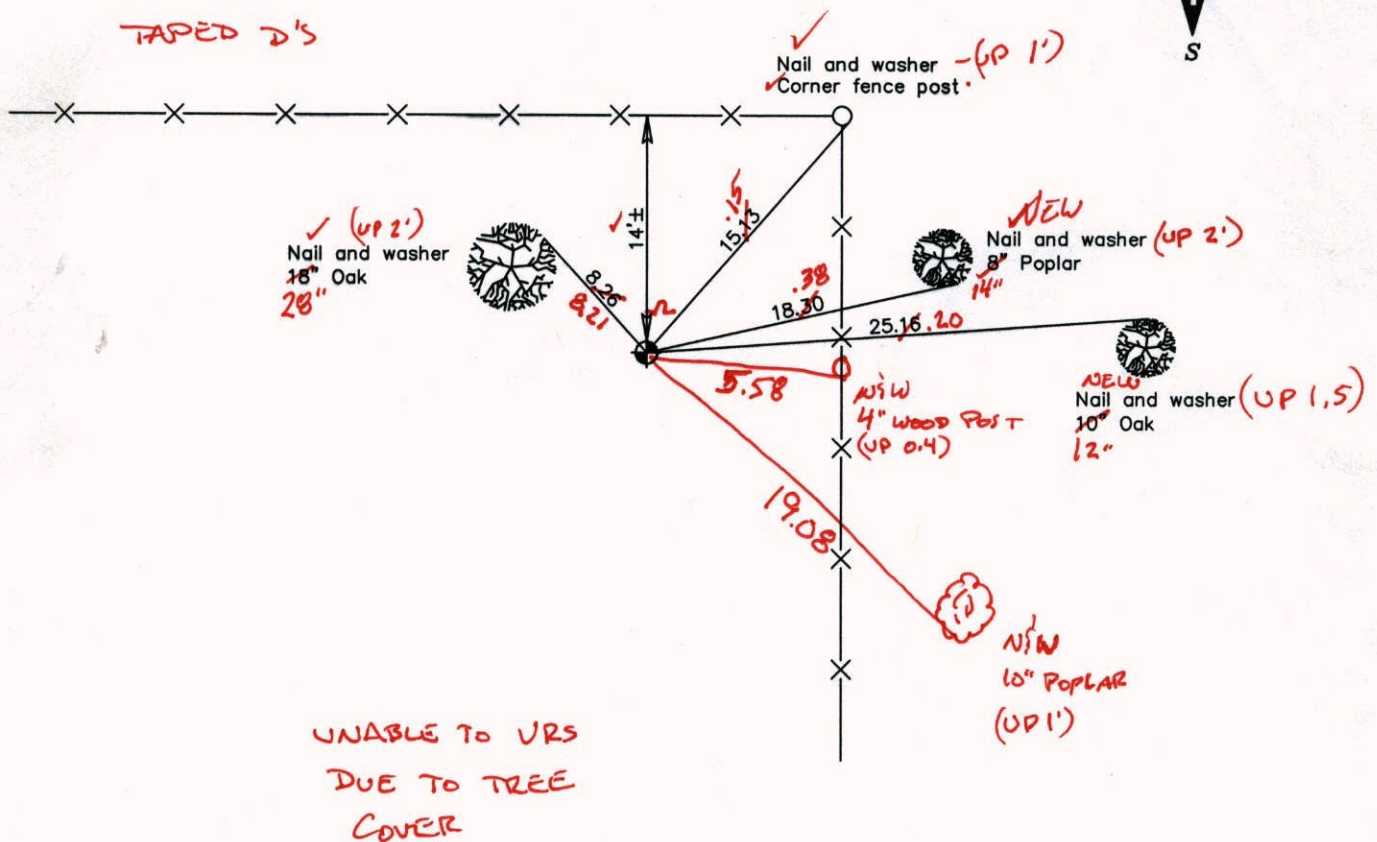 S
TAPED D'S
Nail and washer -(UP 1')
Corner fence post.
14'±
15.13
.15
✓ (UP 2')
Nail and washer
18" Oak
28"
8.26
8.21
NEW
Nail and washer (UP 2')
8" Poplar
14"
.38
18.30
25.16 .20
5.58
N&W
4" WOOD POST
(UP 0.4)
NEW
Nail and washer (UP 1.5)
10" Oak
12"
19.08
N&W
10" POPLAR
(UP 1')
UNABLE TO VRS
DUE TO TREE
COVER